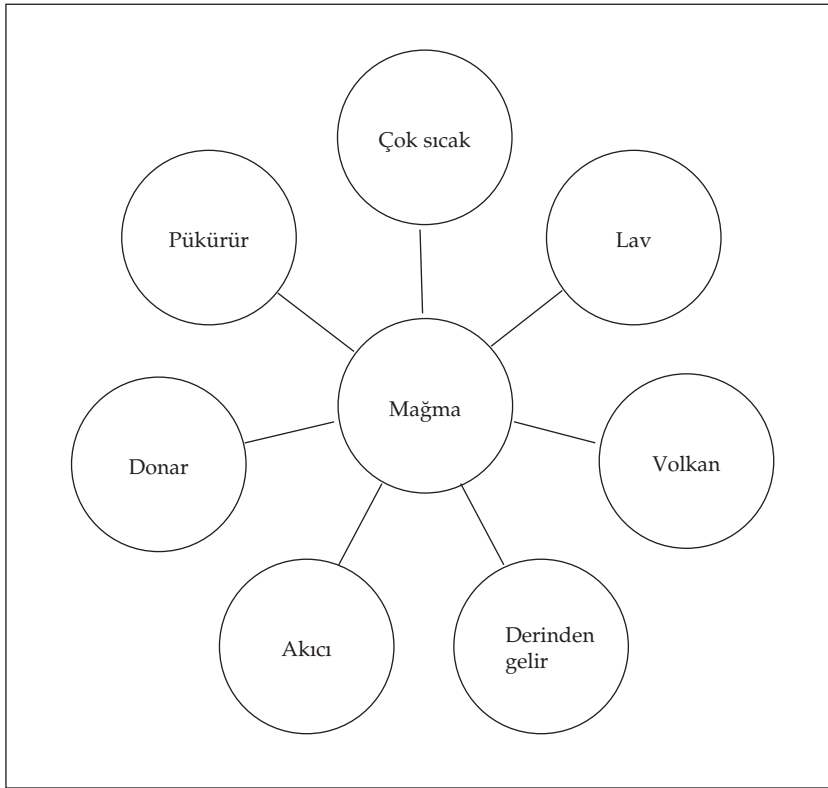 Çok sıcak
Pükürür
Lav
Mağma
Donar
Volkan
Akıcı
Derinden
gelir